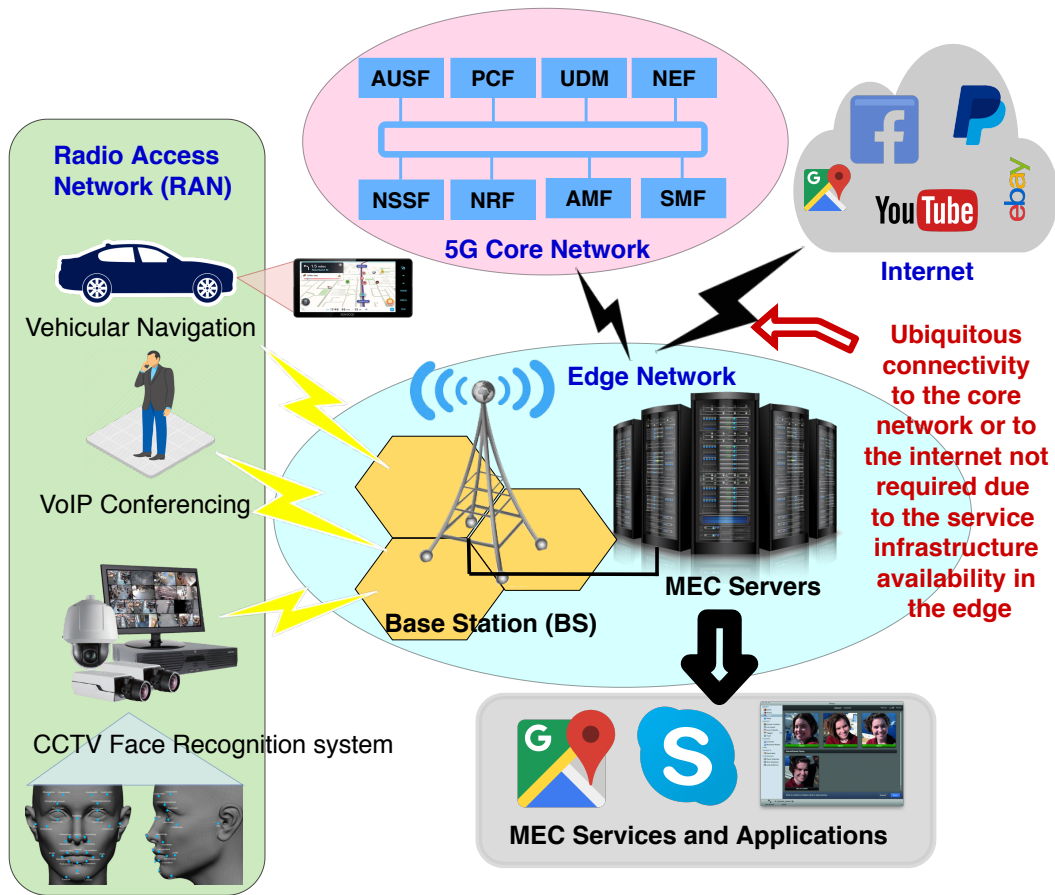 AUSF
PCF
UDM
NEF
NSSF
NRF
AMF
SMF
5G Core Network
Radio Access
Network (RAN)
Vehicular Navigation
VoIP Conferencing
CCTV Face Recognition system
G
You Tube
ebay
Internet
Edge Network
Ubiquitous
connectivity
to the core
network or to
the internet not
required due
to the service
infrastructure
availability in
the edge
Base Station (BS)
MEC Servers
G
S
MEC Services and Applications